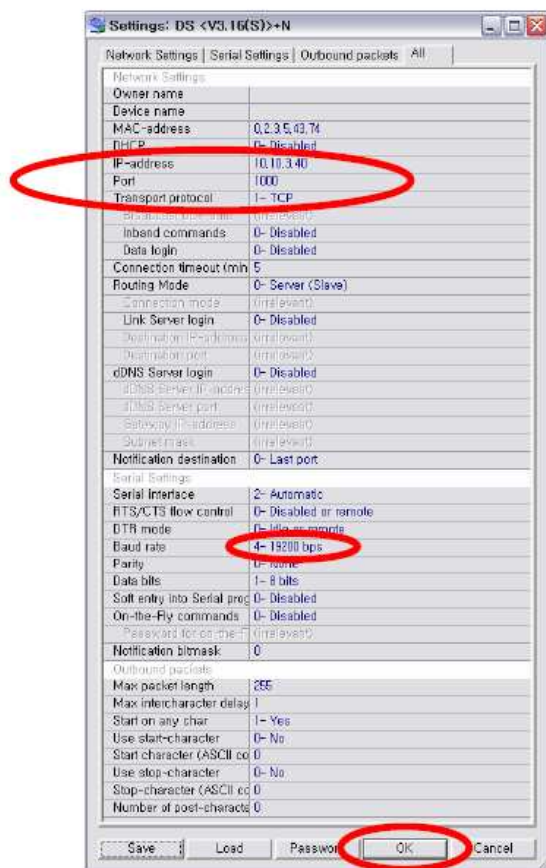 Settings: DS <V3.16(S)>+N
Network Settings | Serial Settings | Outbound packets | All
Network Settings
Owner name
Device name
MAC-address 0,2,3,5,43,74
DHCP 0- Disabled
IP-address 10,10,3,40
Port 1000
Transport protocol 1- TCP
(irrelevant)
Inband commands 0- Disabled
Data login 0- Disabled
Connection timeout (min 5
Routing Mode 0- Server (Slave)
Connection mode (irrelevant)
Link Server login 0- Disabled
Destination IP-address (irrelevant)
Destination port (irrelevant)
dDNS Server login 0- Disabled
dDNS Server IP-addres (irrelevant)
dDNS Server port (irrelevant)
Gateway IP-address (irrelevant)
Subnet mask (irrelevant)
Notification destination 0- Last port
Serial Settings
Serial interface 2- Automatic
RTS/CTS flow control 0- Disabled or remote
DTR mode 0- Idle or remote
Baud rate 4- 19200 bps
Parity 0- None
Data bits 1- 8 bits
Soft entry into Serial prog 0- Disabled
On-the-Fly commands 0- Disabled
Password for on-the-F (irrelevant)
Notification bitmask 0
Outbound packets
Max packet length 255
Max intercharacter delay 1
Start on any char 1- Yes
Use start-character 0- No
Start character (ASCII co 0
Use stop-character 0- No
Stop-character (ASCII co 0
Number of post-characte 0
Save Load Passwor OK Cancel